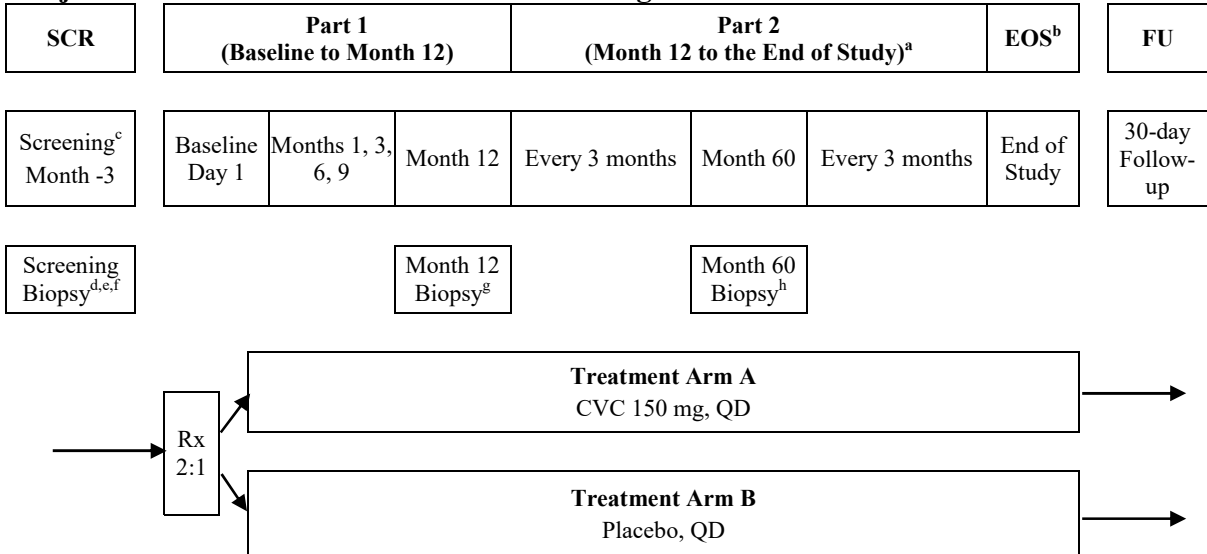 SCR
Part 1
(Baseline to Month 12)
Part 2
(Month 12 to the End of Study)a
EOSb
FU
Screeningc
Month -3
Baseline
Day 1
Months 1, 3,
6, 9
Month 12
Every 3 months
Month 60
Every 3 months
End of
Study
30-day
Follow-
up
Screening
Biopsyd,e,f
Month 12
Biopsyg
Month 60
Biopsyh
Rx
2:1
Treatment Arm A
CVC 150 mg, QD
Treatment Arm B
Placebo, QD